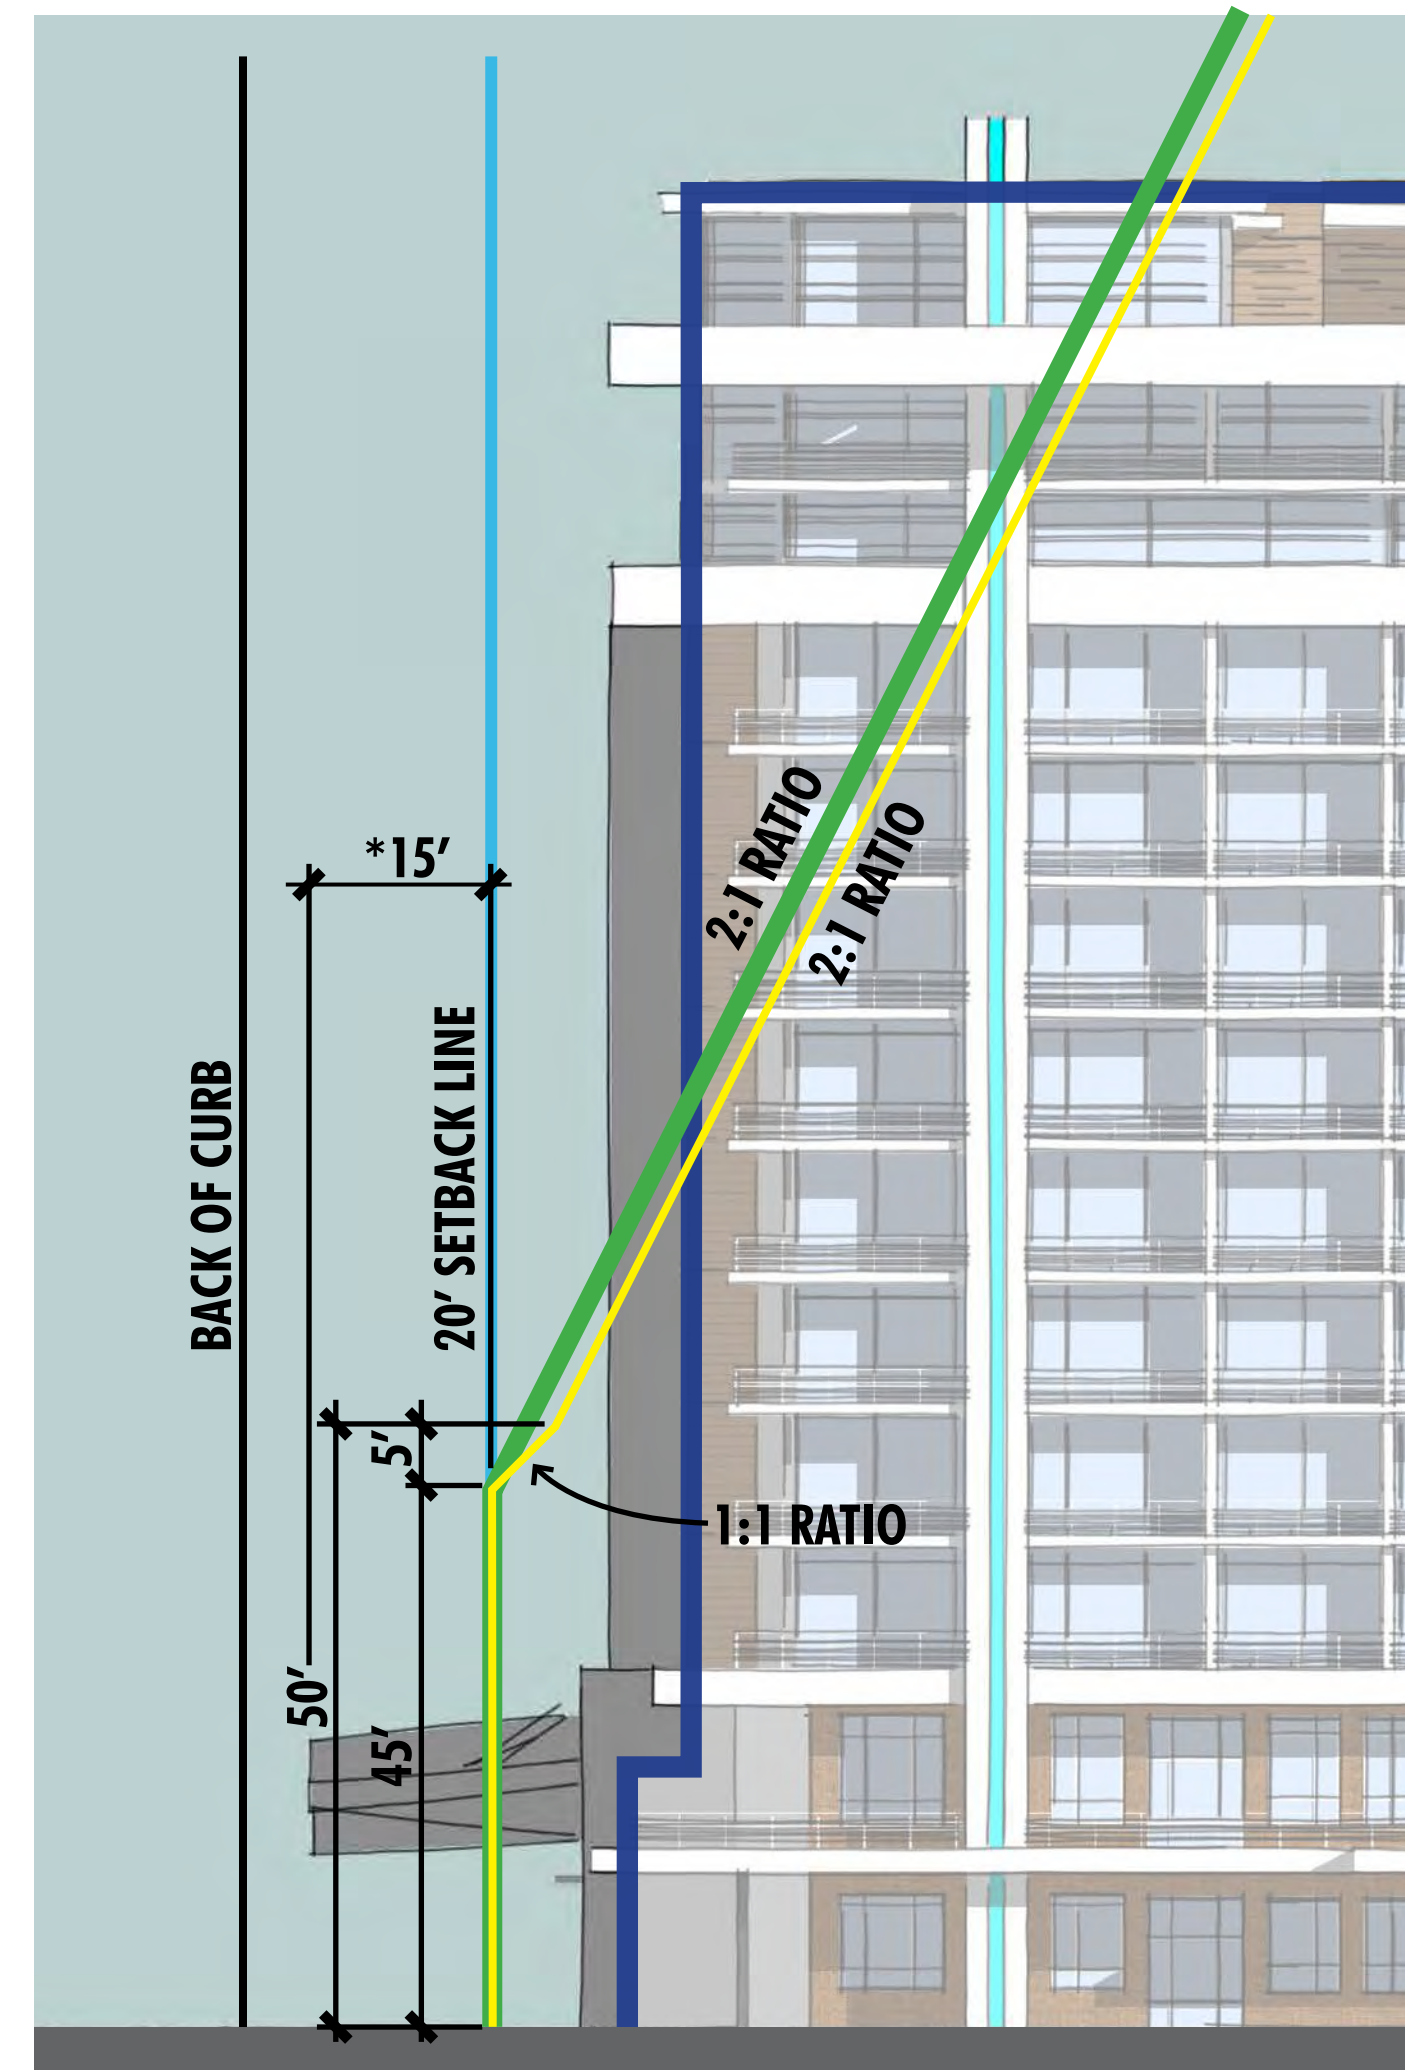 *15′
2:1 RATIO
2:1 RATIO
BACK OF CURB
20′ SETBACK LINE
5′
1:1 RATIO
50′
45′